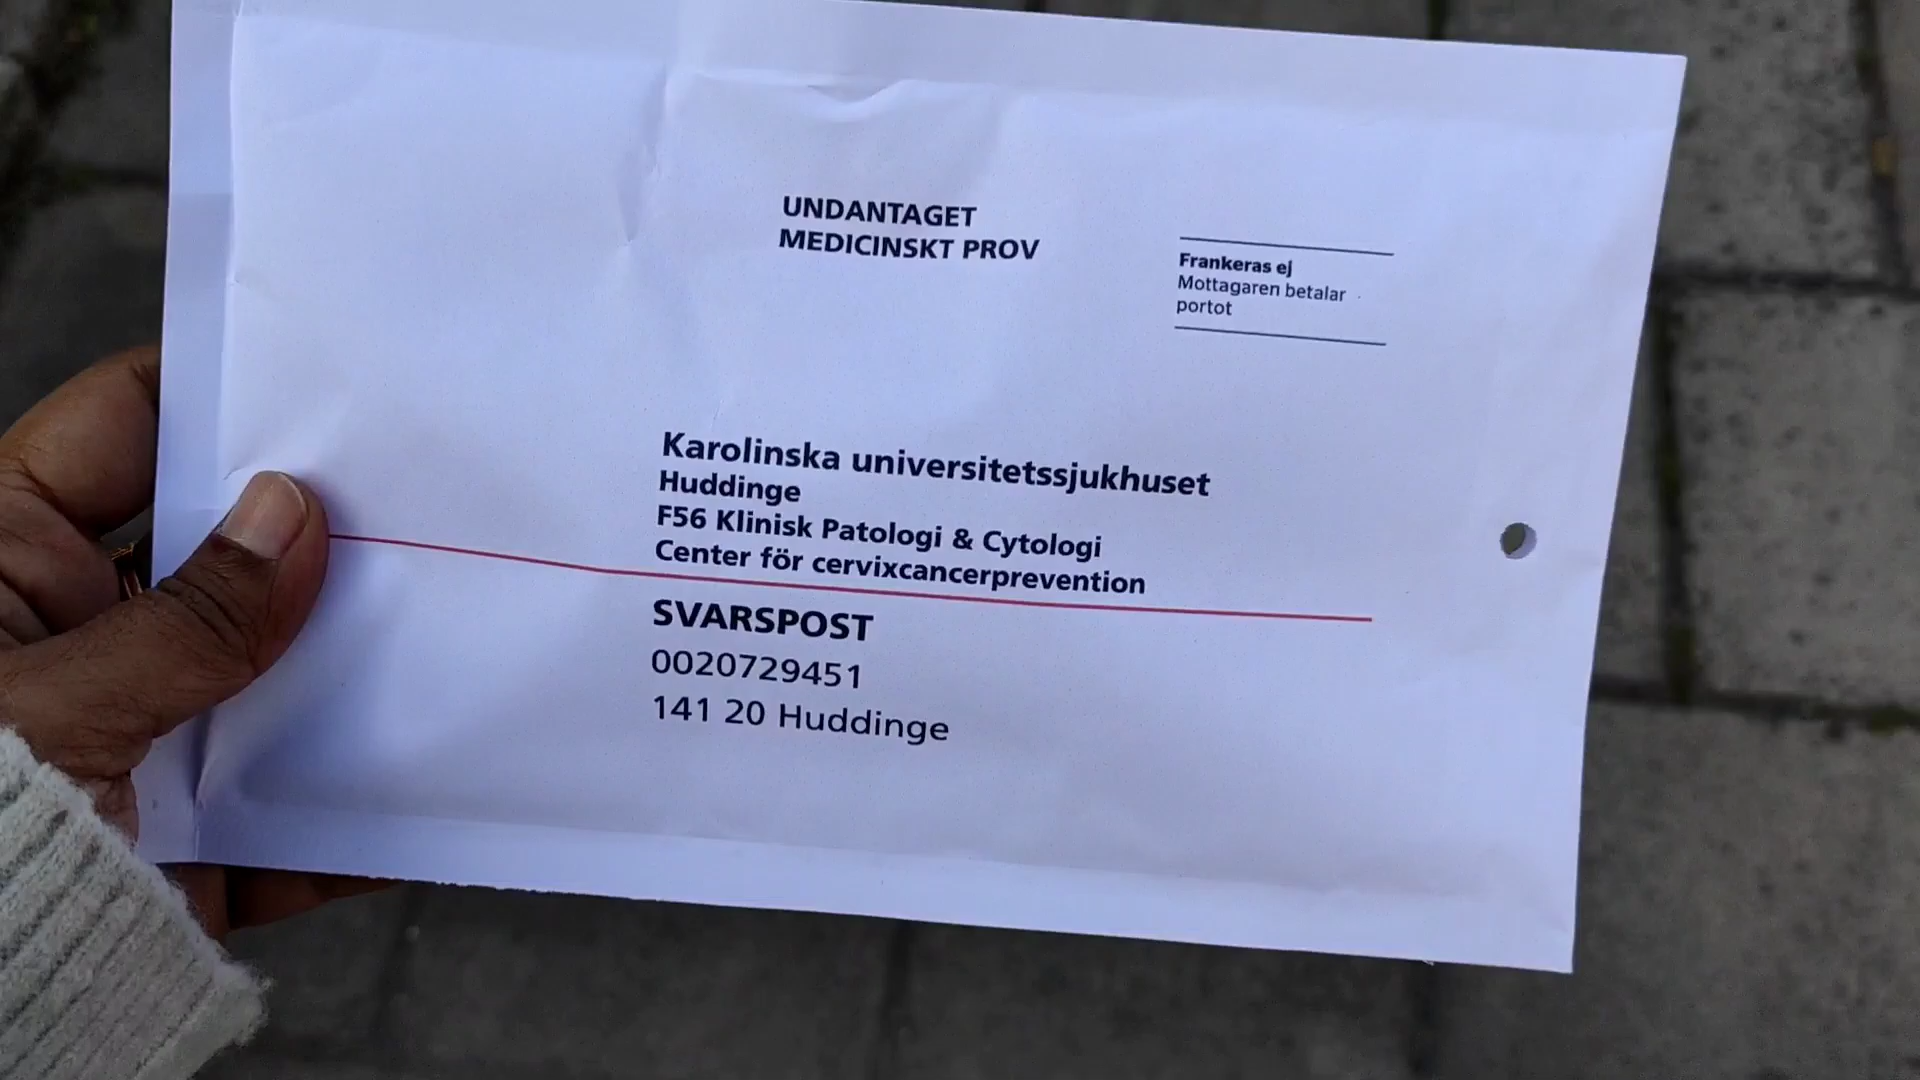 UNDANTAGET
MEDICINSKT PROV
Frankeras ej
Mottagaren betalar
portot
Karolinska universitetssjukhuset
Huddinge
F56 Klinisk Patologi & Cytologi
Center för cervixcancerprevention
SVARSPOST
0020729451
141 20 Huddinge